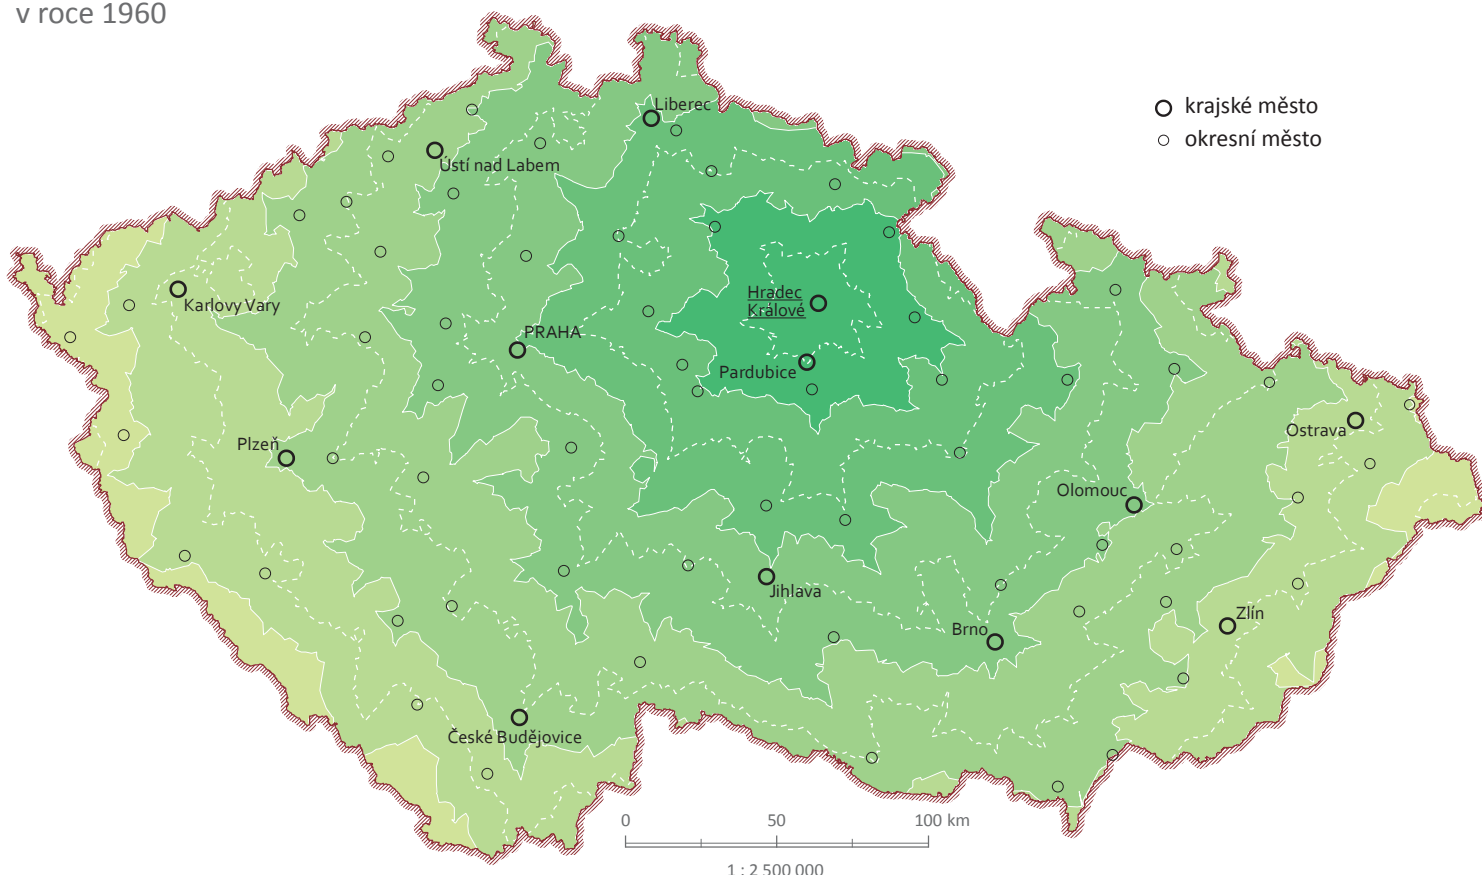 v roce 1960
krajské město
okresní město
Liberec
Ústí nad Labem
Karlovy Vary
Hradec
Králové
PRAHA
Pardubice
Plzeň
Ostrava
Olomouc
Jihlava
Zlín
Brno
České Budějovice
0 50 100 km
1 : 2 500 000